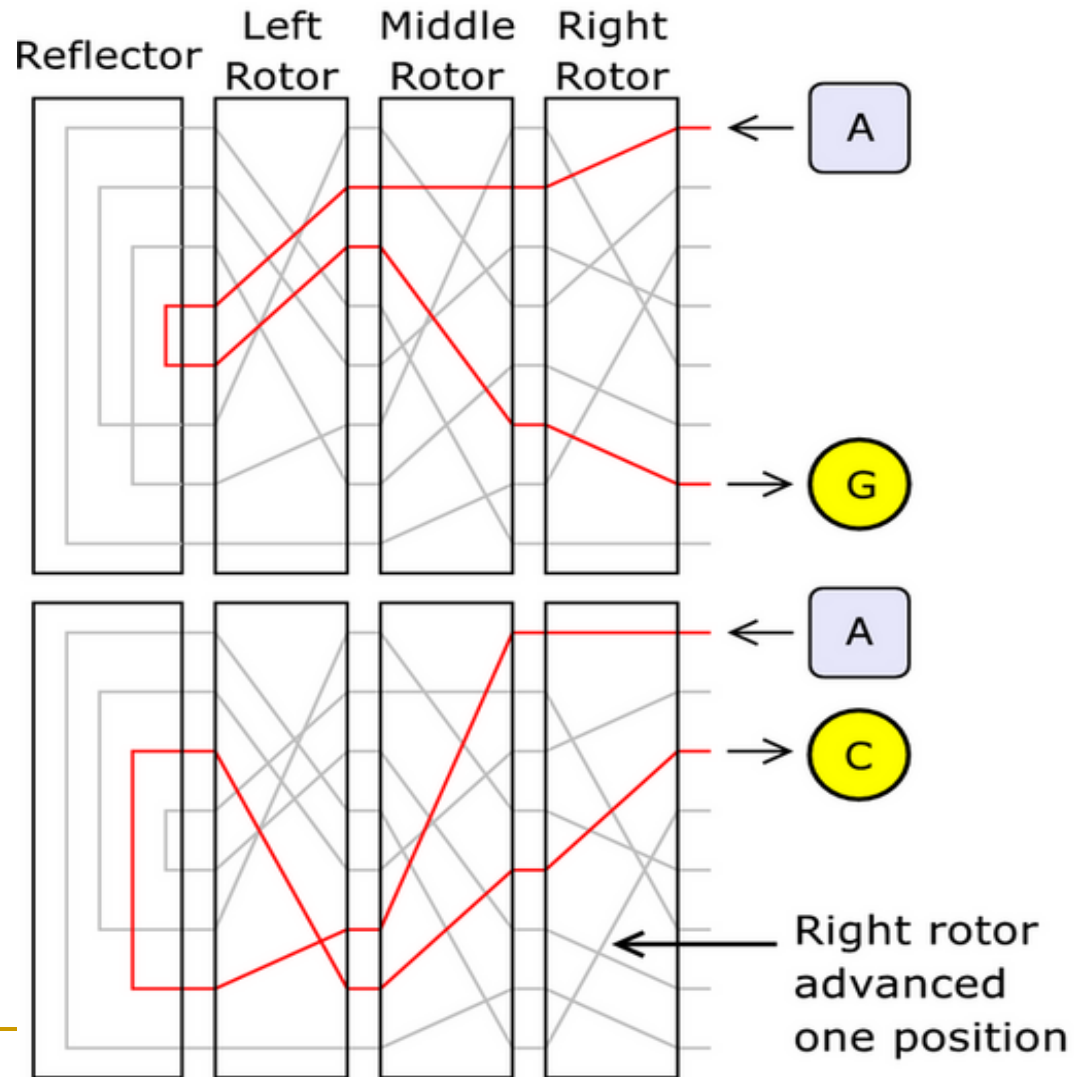 Reflector
Left
Rotor
Middle
Rotor
Right
Rotor
A
G
A
C
Right rotor
advanced
one position